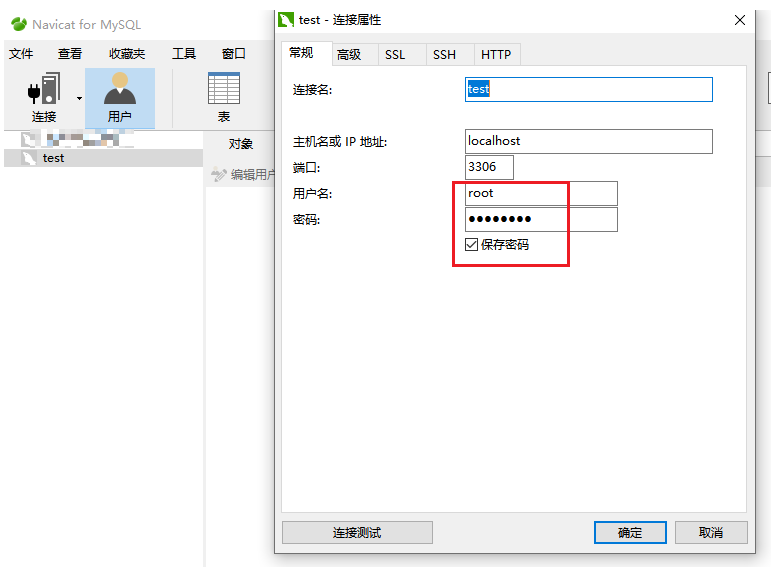 Navicat for MySQL
文件 查看 收藏夹 工具 窗口
连接 用户 表
test
对象
编辑用户
test - 连接属性
常规 高级 SSL SSH HTTP
连接名: test
主机名或 IP 地址: localhost
端口: 3306
用户名: root
密码: ●●●●●●●●
保存密码
连接测试 确定 取消